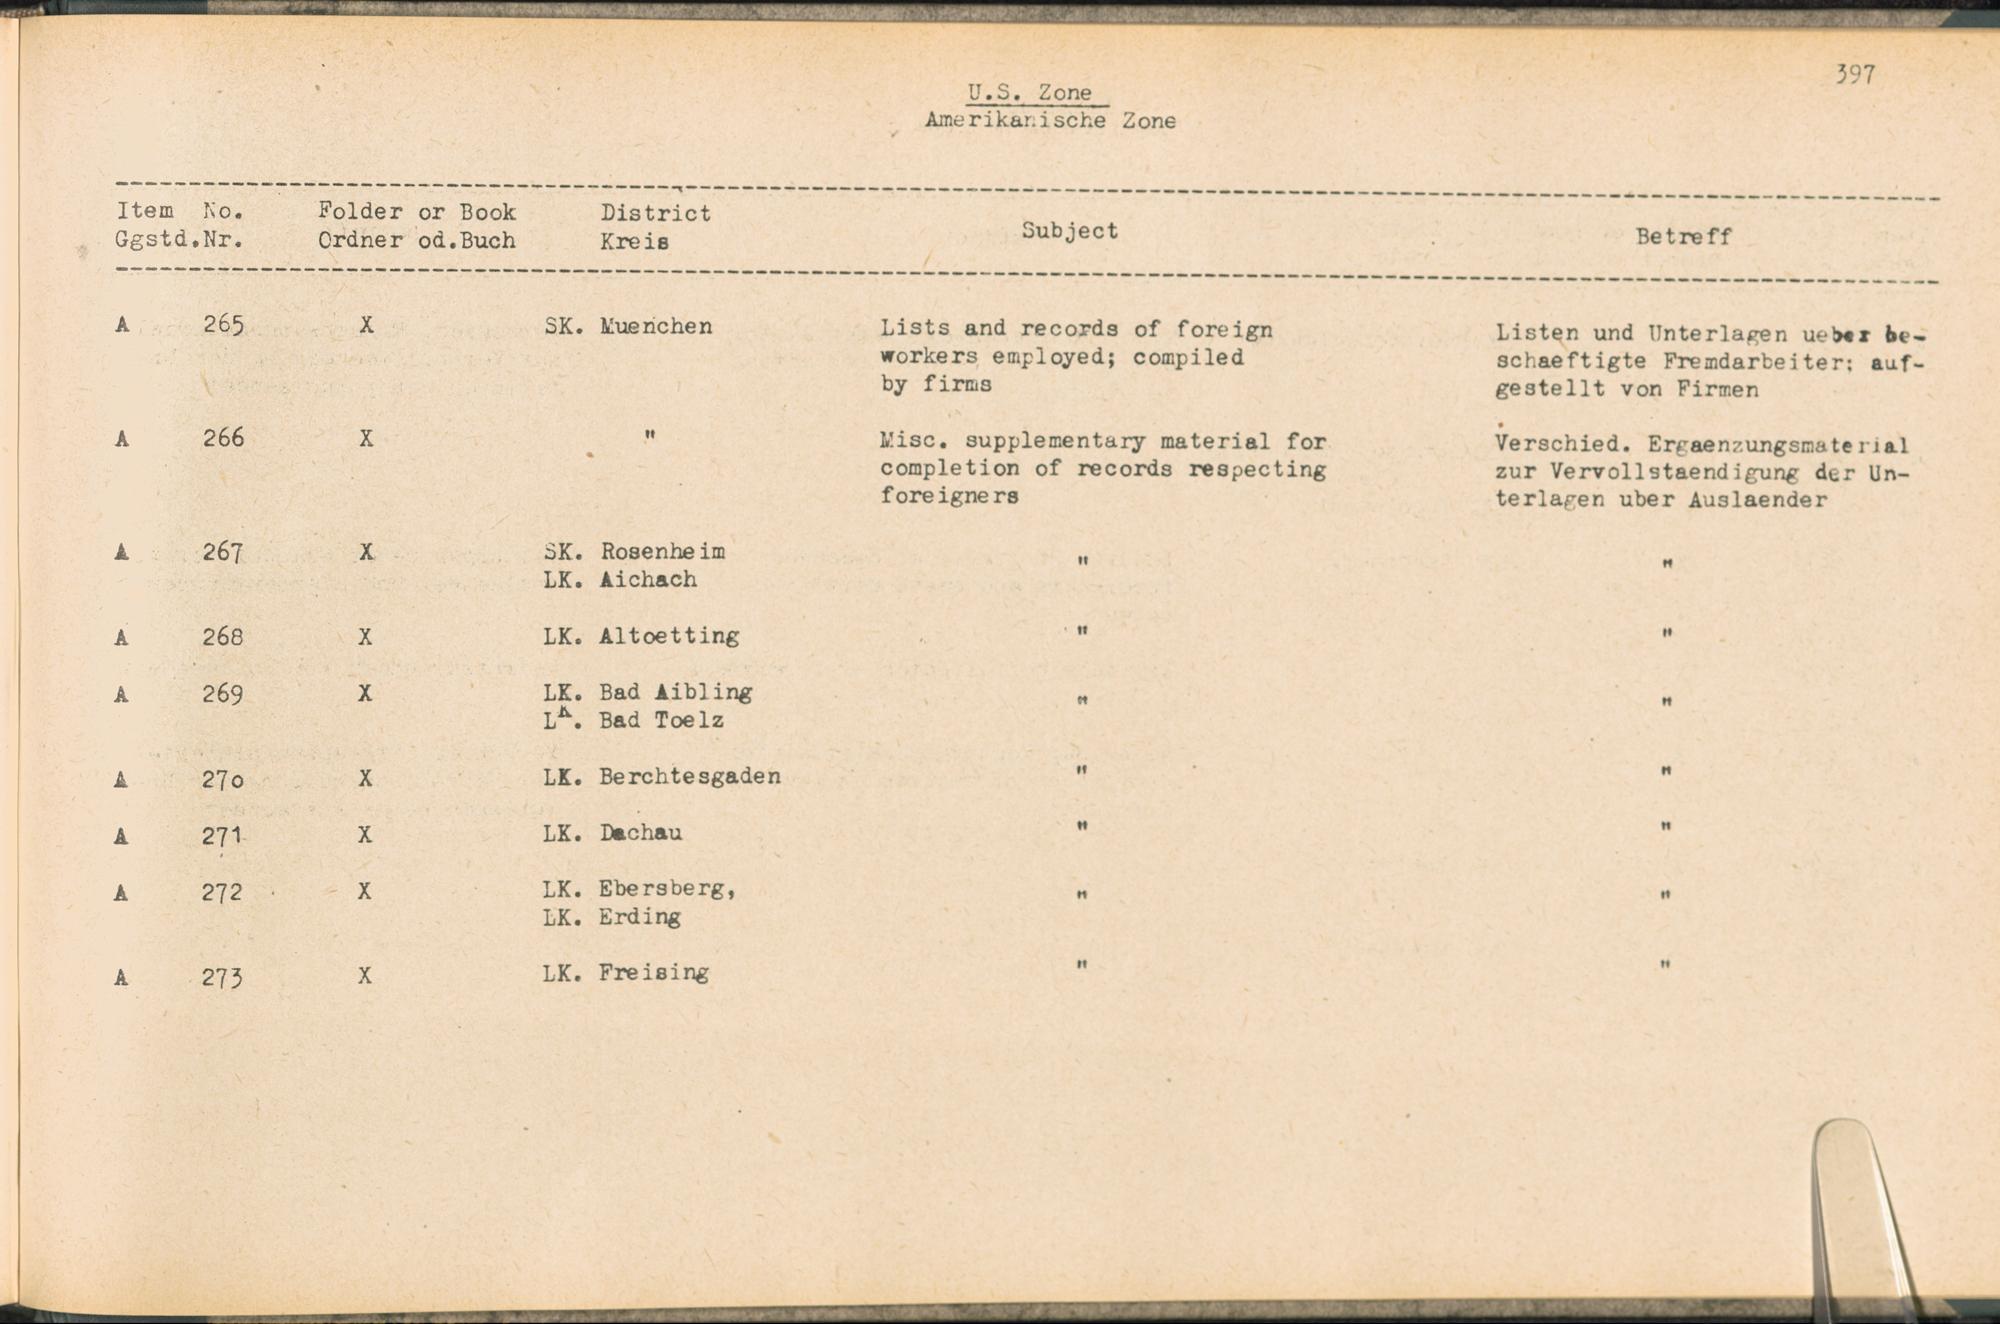 397
U.S. Zone
Amerikanische Zone
Item No. Folder or Book District Subject Betreff
Ggstd.Nr. Ordner od.Buch Kreis
A 265 X SK. Muenchen Lists and records of foreign Listen und Unterlagen ueber be-
workers employed; compiled schaeftigte Fremdarbeiter; auf-
by firms gestellt von Firmen
A 266 X " Misc. supplementary material for Verschied. Ergaenzungsmaterial
completion of records respecting zur Vervollstaendigung der Un-
foreigners terlagen uber Auslaender
A 267 X SK. Rosenheim " "
LK. Aichach
A 268 X LK. Altoetting " "
A 269 X LK. Bad Aibling " "
LK. Bad Toelz
A 270 X LK. Berchtesgaden " "
A 271 X LK. Dachau " "
A 272 X LK. Ebersberg, " "
LK. Erding
A 273 X LK. Freising " "